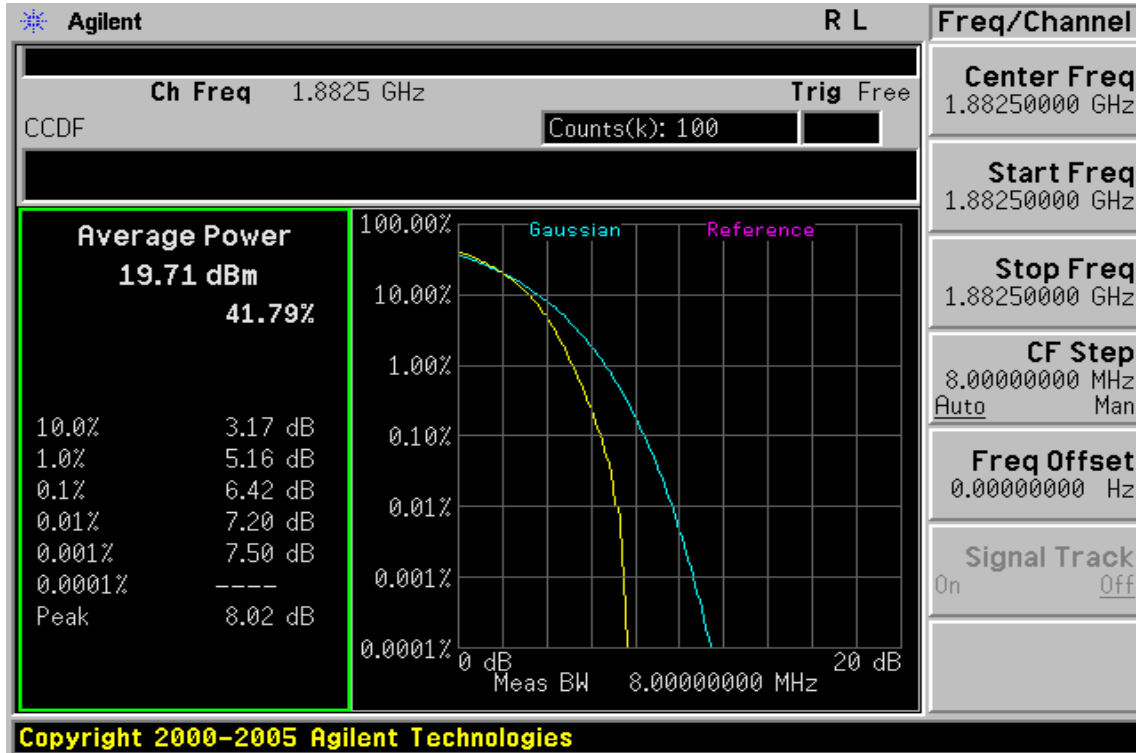 Agilent R L
Ch Freq 1.8825 GHz Trig Free
CCDF Counts(k): 100
Average Power
19.71 dBm
41.79%
10.0% 3.17 dB
1.0% 5.16 dB
0.1% 6.42 dB
0.01% 7.20 dB
0.001% 7.50 dB
0.0001% ----
Peak 8.02 dB
Gaussian Reference
100.00%
10.00%
1.00%
0.10%
0.01%
0.001%
0.0001%
0 dB 20 dB
Meas BW 8.00000000 MHz
Freq/Channel
Center Freq
1.88250000 GHz
Start Freq
1.88250000 GHz
Stop Freq
1.88250000 GHz
CF Step
8.00000000 MHz
Auto Man
Freq Offset
0.00000000 Hz
Signal Track
On Off
Copyright 2000-2005 Agilent Technologies